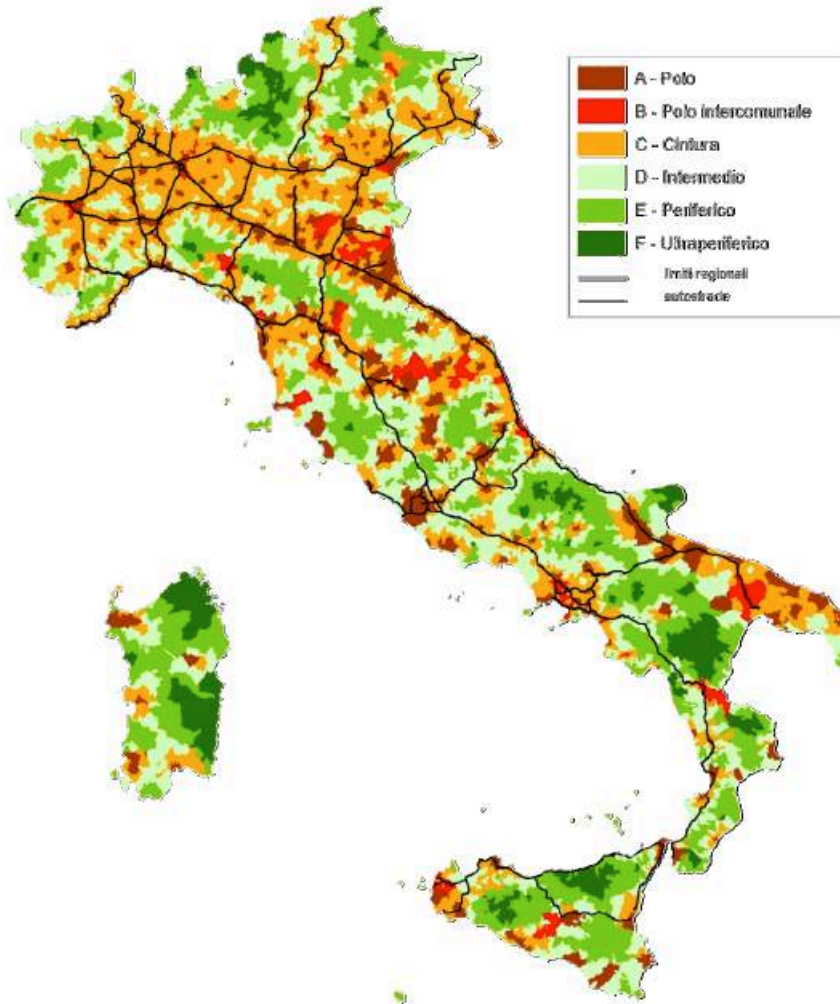 A - Polo
B - Polo intercomunale
C - Cintura
D - Intermedio
E - Periferico
F - Ultraperiferico
limiti regionali
autostrade